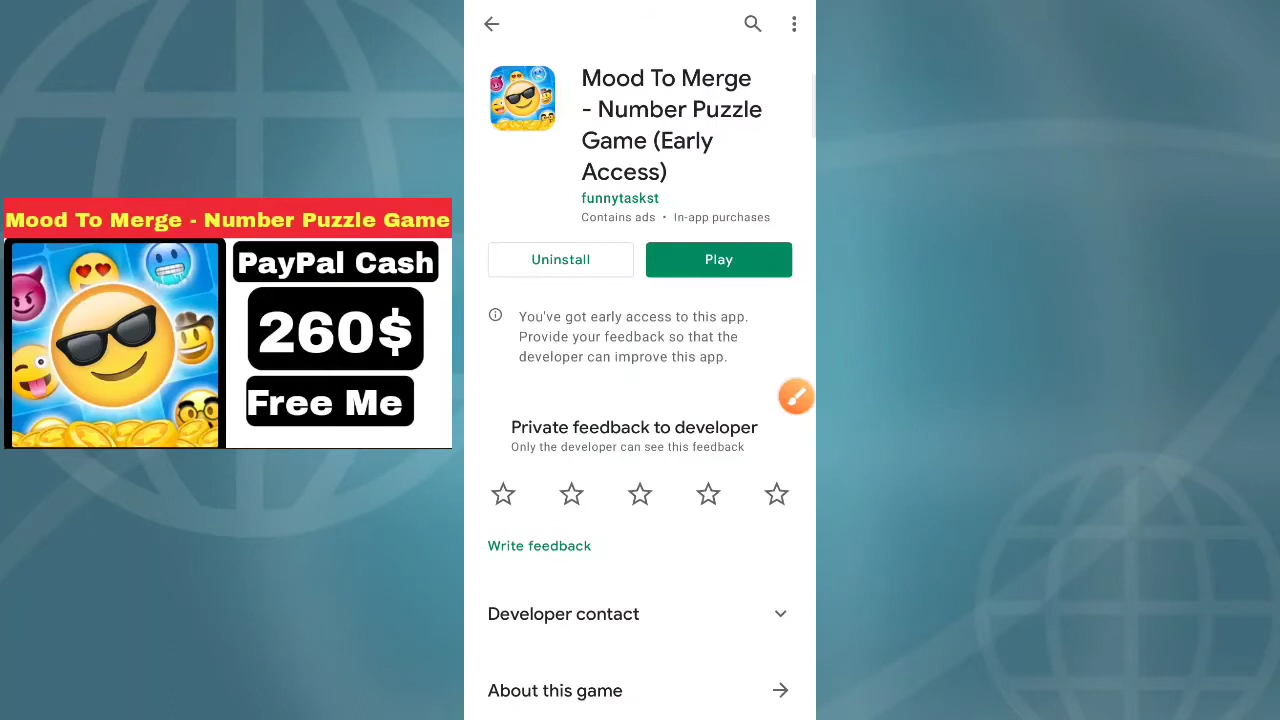 Mood To Merge - Number Puzzle Game
PayPal Cash
260$
Free Me
Mood To Merge
- Number Puzzle
Game (Early
Access)
funnytaskst
Contains ads • In-app purchases
Uninstall
Play
You've got early access to this app.
Provide your feedback so that the
developer can improve this app.
Private feedback to developer
Only the developer can see this feedback
Write feedback
Developer contact
About this game